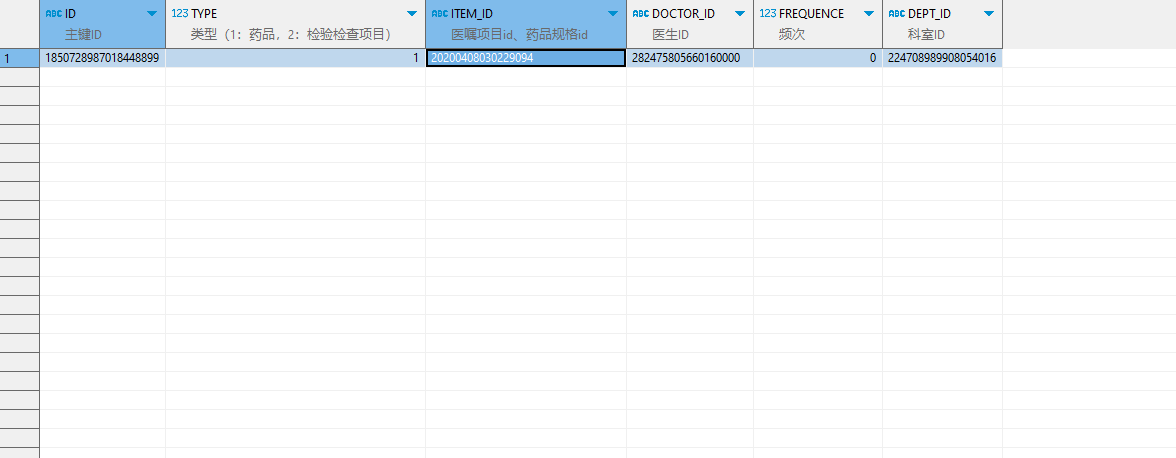 ABC ID 123 TYPE ABC ITEM_ID ABC DOCTOR_ID 123 FREQUENCE ABC DEPT_ID
主键ID 类型（1：药品，2：检验检查项目） 医嘱项目id、药品规格id 医生ID 频次 科室ID
1 1850728987018448899 1 20200408030229094 282475805660160000 0 224708989908054016